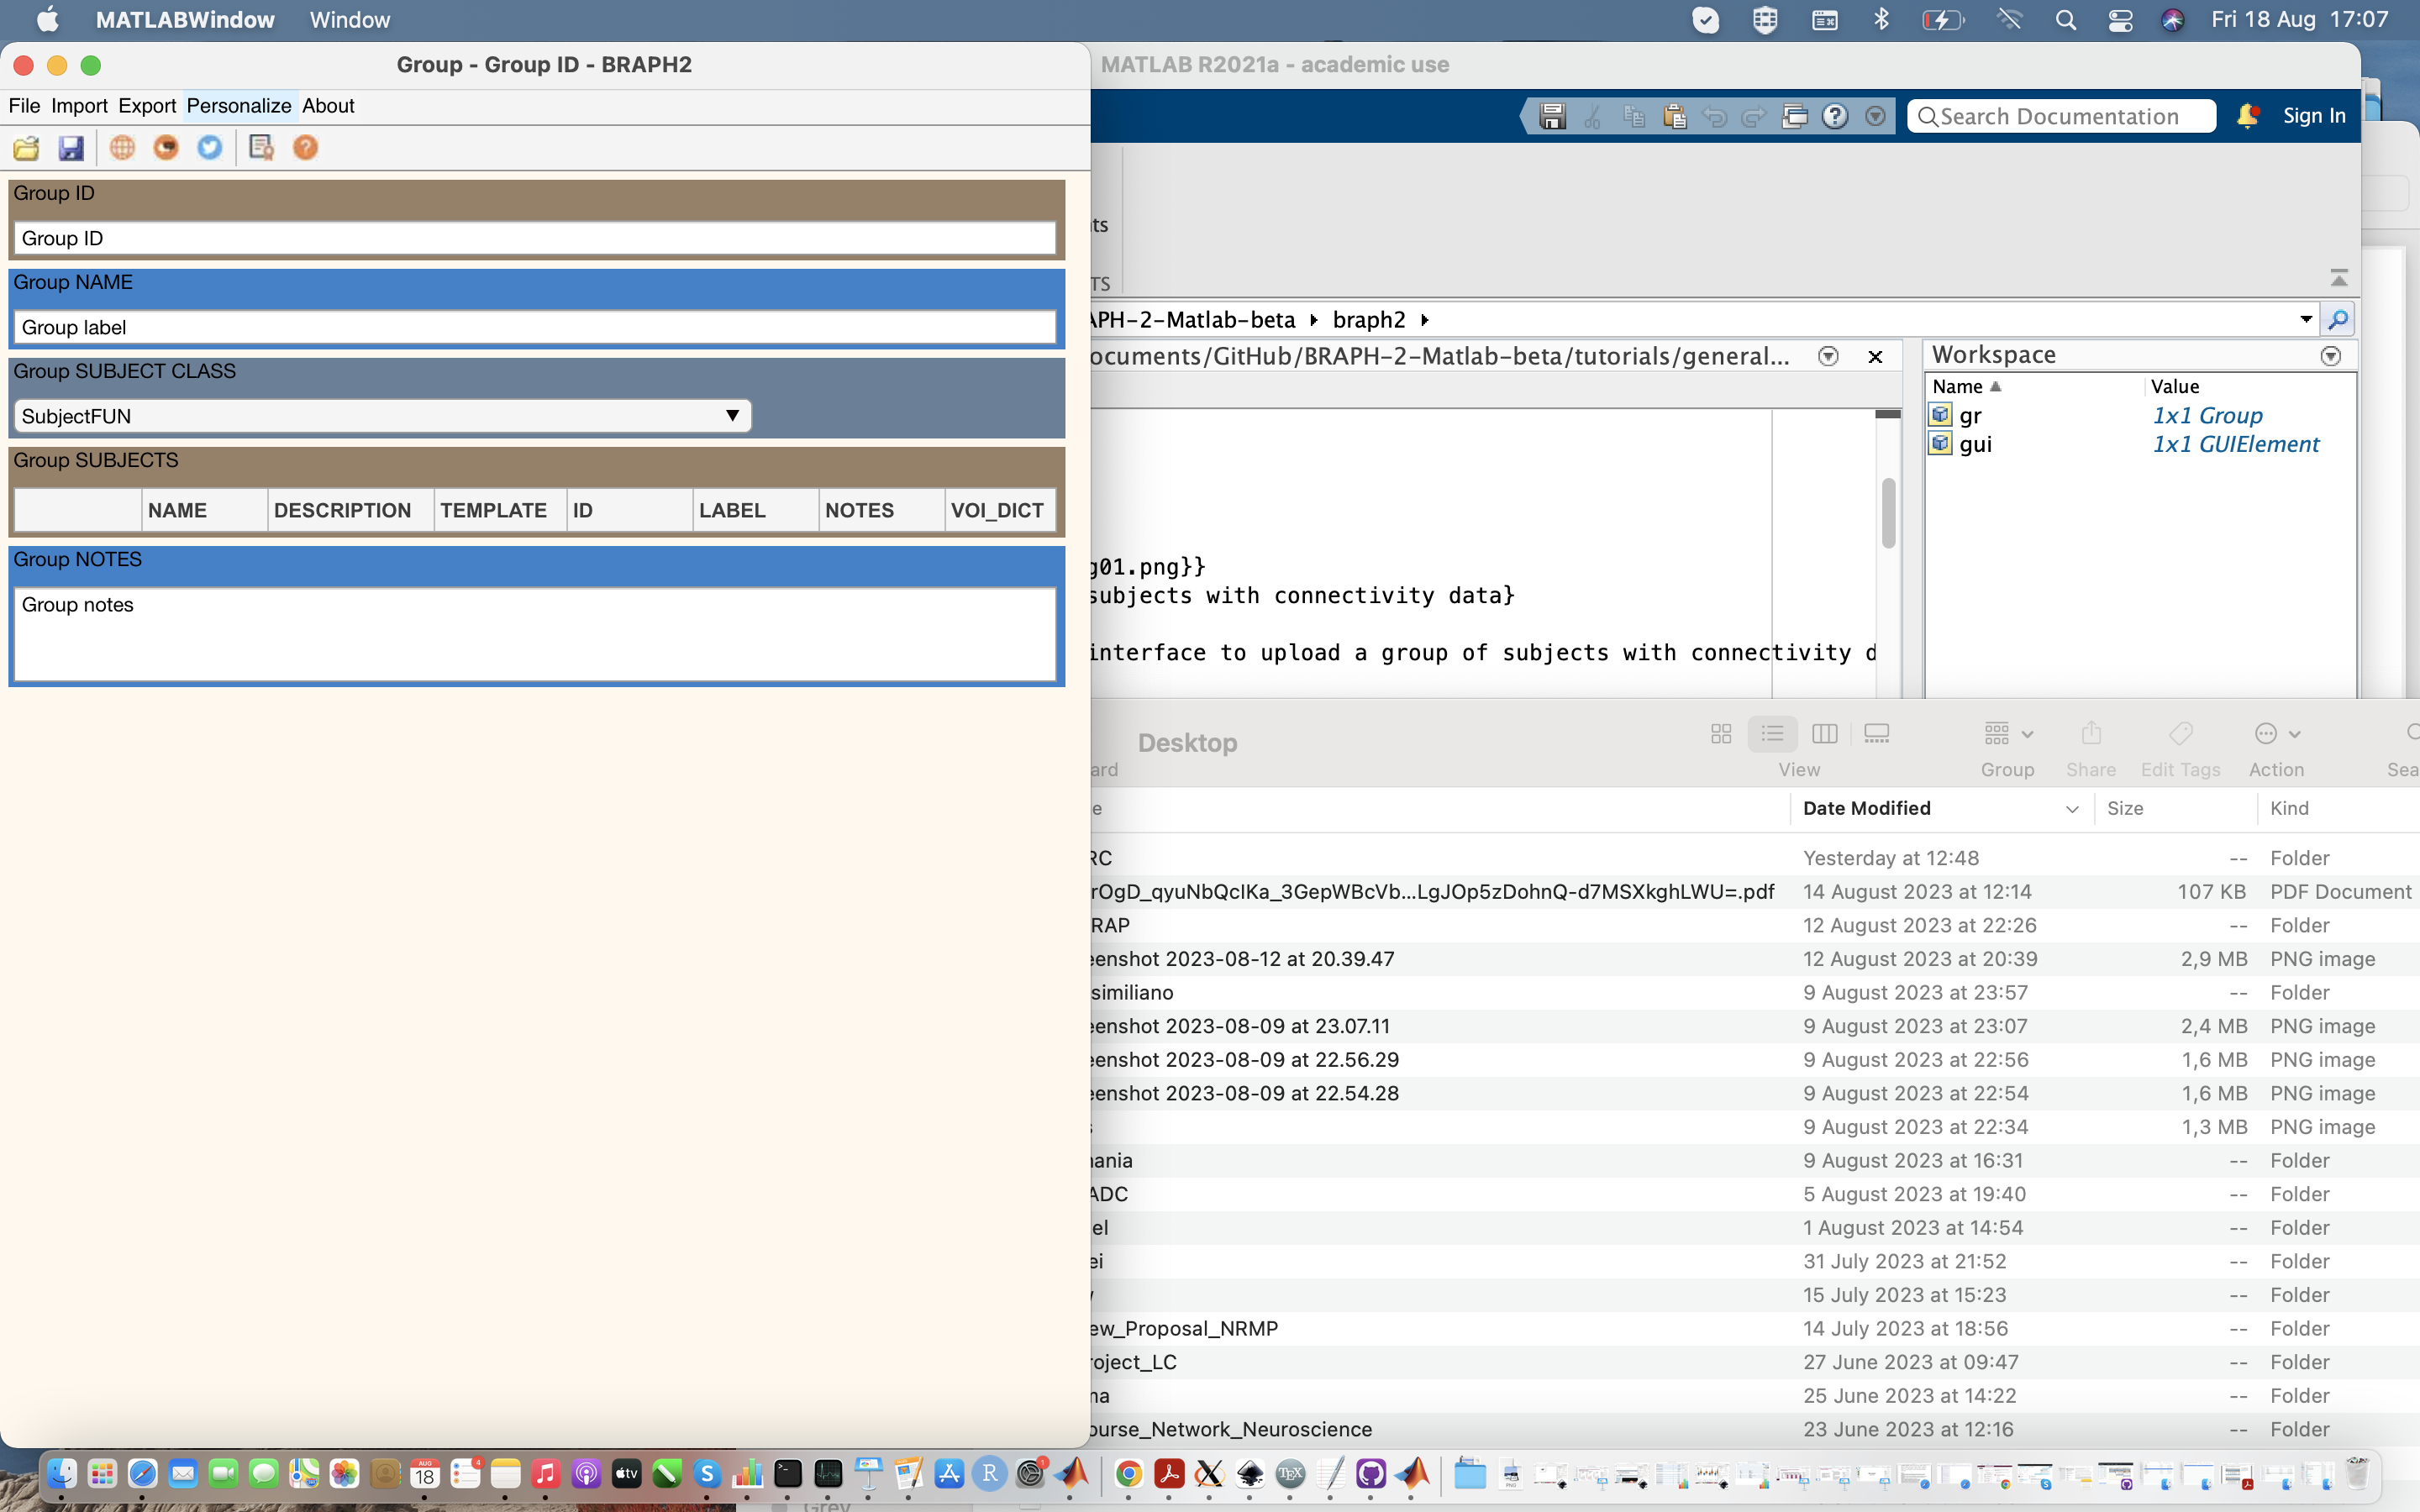 MATLABWindow Window
Fri 18 Aug 17:07
Group - Group ID - BRAPH2
File Import Export Personalize About
Group ID
Group ID
Group NAME
Group label
Group SUBJECT CLASS
SubjectFUN
Group SUBJECTS
NAME DESCRIPTION TEMPLATE ID LABEL NOTES VOI_DICT
Group NOTES
Group notes
MATLAB R2021a - academic use
Search Documentation
Sign In
ts
TS
APH-2-Matlab-beta braph2
ocuments/GitHub/BRAPH-2-Matlab-beta/tutorials/general...
g01.png}}
subjects with connectivity data}
interface to upload a group of subjects with connectivity d
Workspace
Name Value
gr 1x1 Group
gui 1x1 GUIElement
Desktop
ard View Group Share Edit Tags Action Sea
e Date Modified Size Kind
RC Yesterday at 12:48 -- Folder
rOgD_qyuNbQclKa_3GepWBcVb...LgJOp5zDohnQ-d7MSXkghLWU=.pdf 14 August 2023 at 12:14 107 KB PDF Document
RAP 12 August 2023 at 22:26 -- Folder
eenshot 2023-08-12 at 20.39.47 12 August 2023 at 20:39 2,9 MB PNG image
similiano 9 August 2023 at 23:57 -- Folder
eenshot 2023-08-09 at 23.07.11 9 August 2023 at 23:07 2,4 MB PNG image
eenshot 2023-08-09 at 22.56.29 9 August 2023 at 22:56 1,6 MB PNG image
eenshot 2023-08-09 at 22.54.28 9 August 2023 at 22:54 1,6 MB PNG image
s 9 August 2023 at 22:34 1,3 MB PNG image
nania 9 August 2023 at 16:31 -- Folder
ADC 5 August 2023 at 19:40 -- Folder
el 1 August 2023 at 14:54 -- Folder
ei 31 July 2023 at 21:52 -- Folder
15 July 2023 at 15:23 -- Folder
ew_Proposal_NRMP 14 July 2023 at 18:56 -- Folder
roject_LC 27 June 2023 at 09:47 -- Folder
na 25 June 2023 at 14:22 -- Folder
ourse_Network_Neuroscience 23 June 2023 at 12:16 -- Folder
AUG
18
4
tv
1
Grey